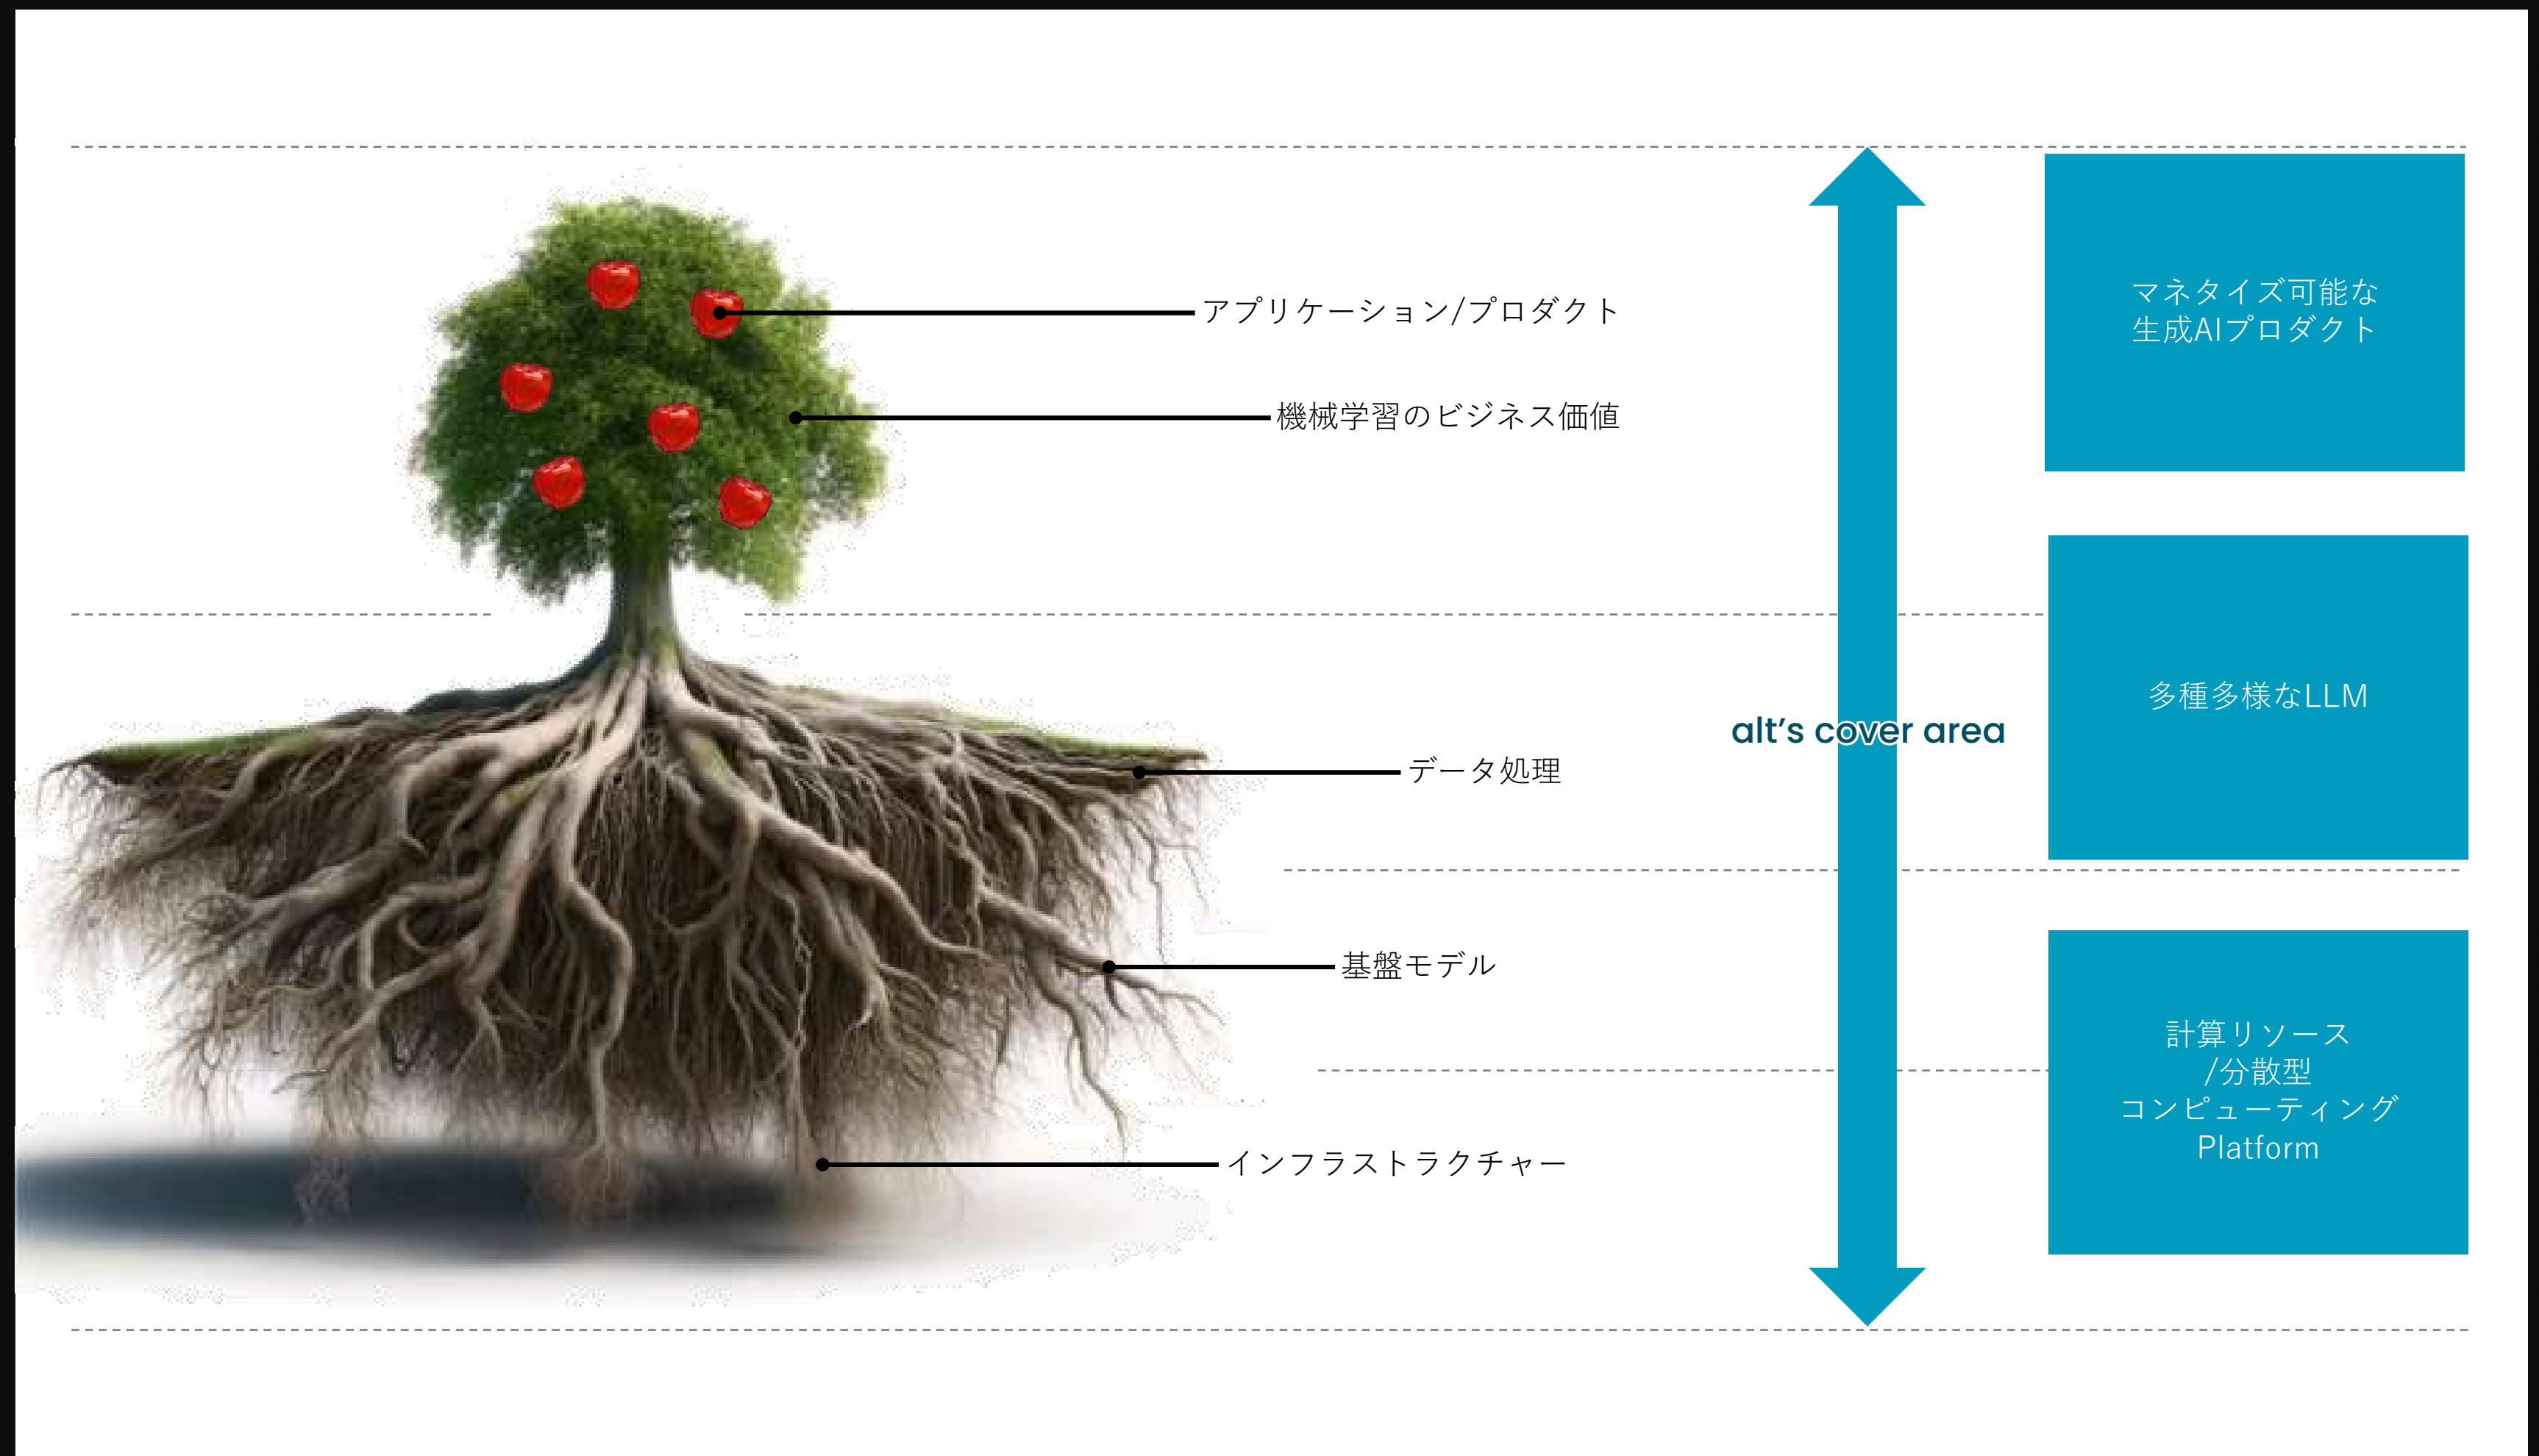 アプリケーション/プロダクト
機械学習のビジネス価値
データ処理
基盤モデル
インフラストラクチャー
alt's cover area
マネタイズ可能な
生成AIプロダクト
多種多様なLLM
計算リソース
/分散型
コンピューティング
Platform